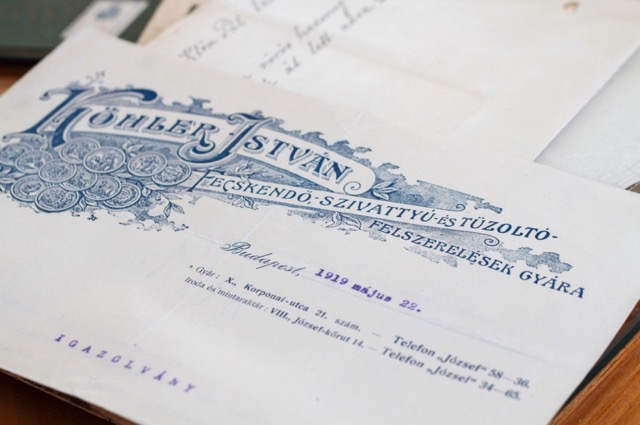 KÖHLER ISTVÁN
FECSKENDŐ-SZIVATTYÚ-ÉS TŰZOLTÓ-
FELSZERELÉSEK GYÁRA
Budapest, 1919 május 22.
* Gyár: X., Korponai-utca 21. szám. — Telefon „József" 58—36.
Iroda és mintaraktár: VIII., József-körut 14. — Telefon „József" 34—65.
IGAZOLVÁNY